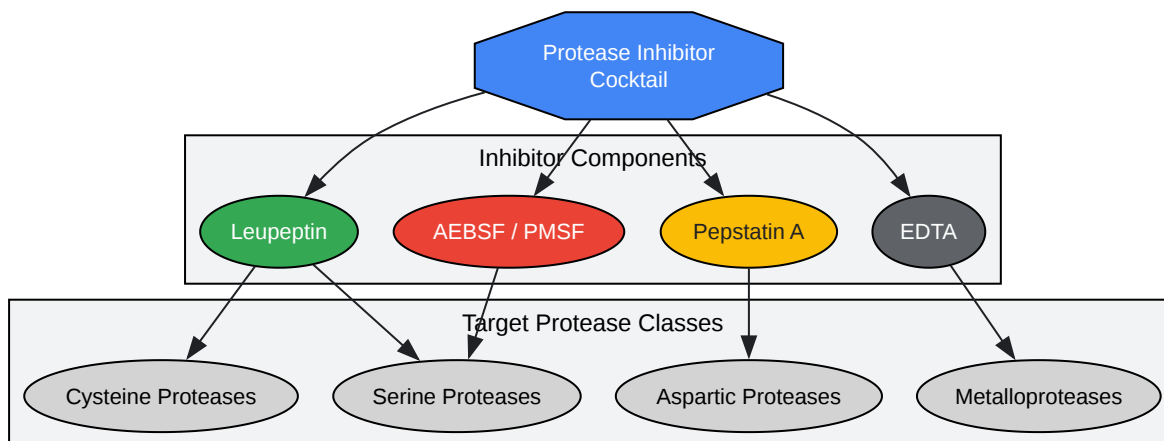 Protease Inhibitor
Cocktail
Inhibitor Components
Leupeptin
AEBSF / PMSF
Pepstatin A
EDTA
Target Protease Classes
Cysteine Proteases
Serine Proteases
Aspartic Proteases
Metalloproteases